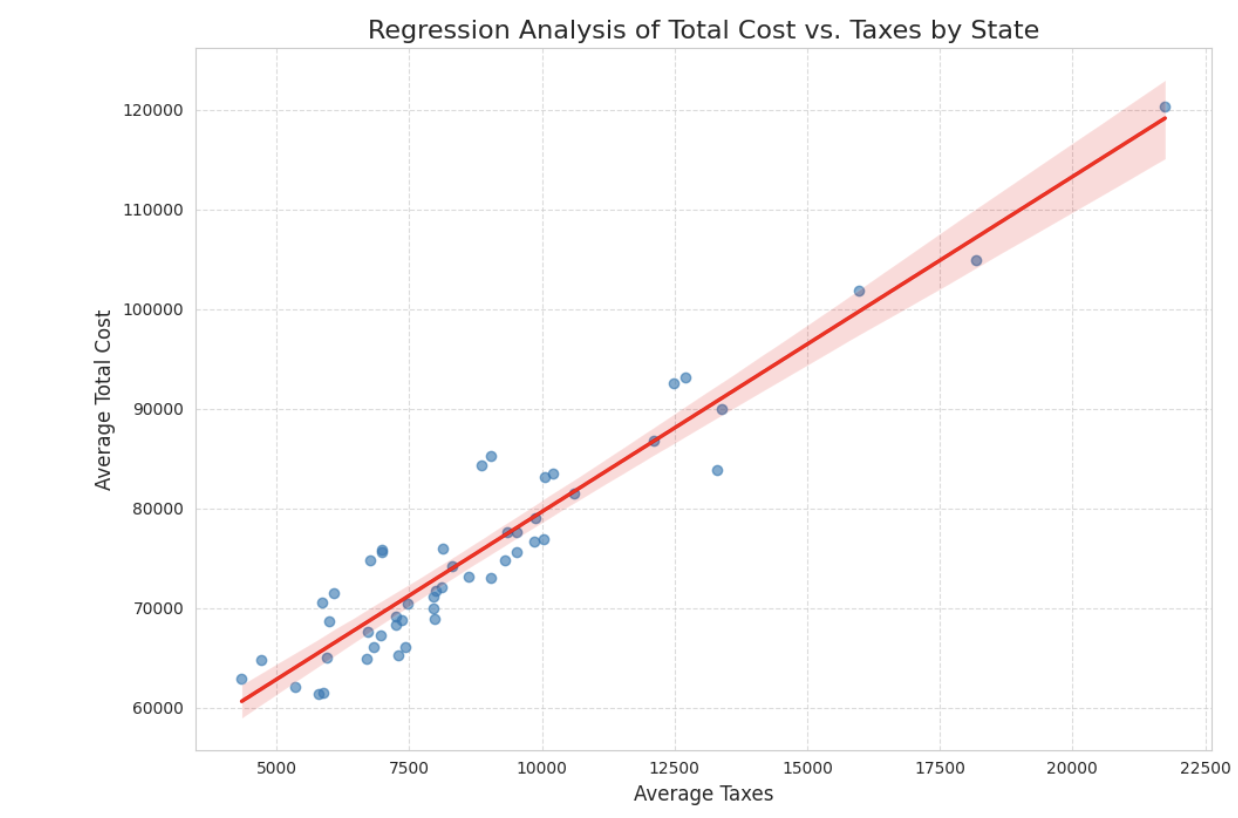 Regression Analysis of Total Cost vs. Taxes by State
120000
110000
100000
90000
80000
70000
60000
Average Total Cost
5000 7500 10000 12500 15000 17500 20000 22500
Average Taxes